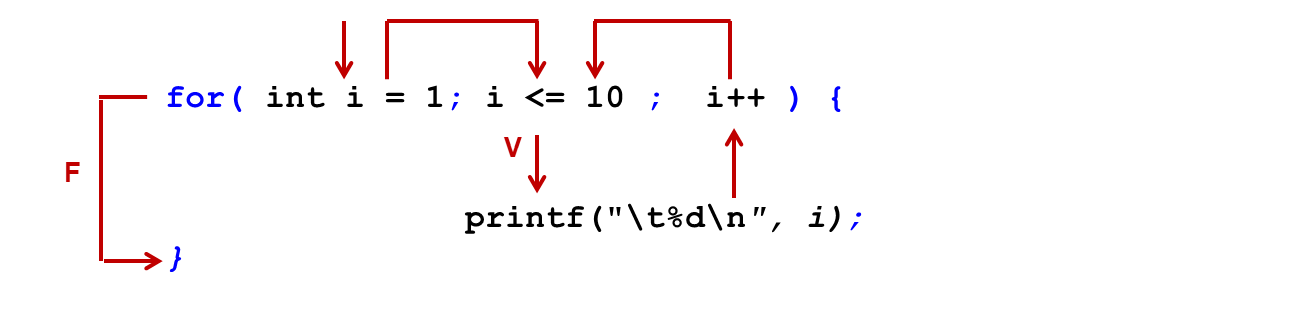 for( int i = 1; i <= 10 ; i++ ) {
V
F
printf("\t%d\n", i);
}